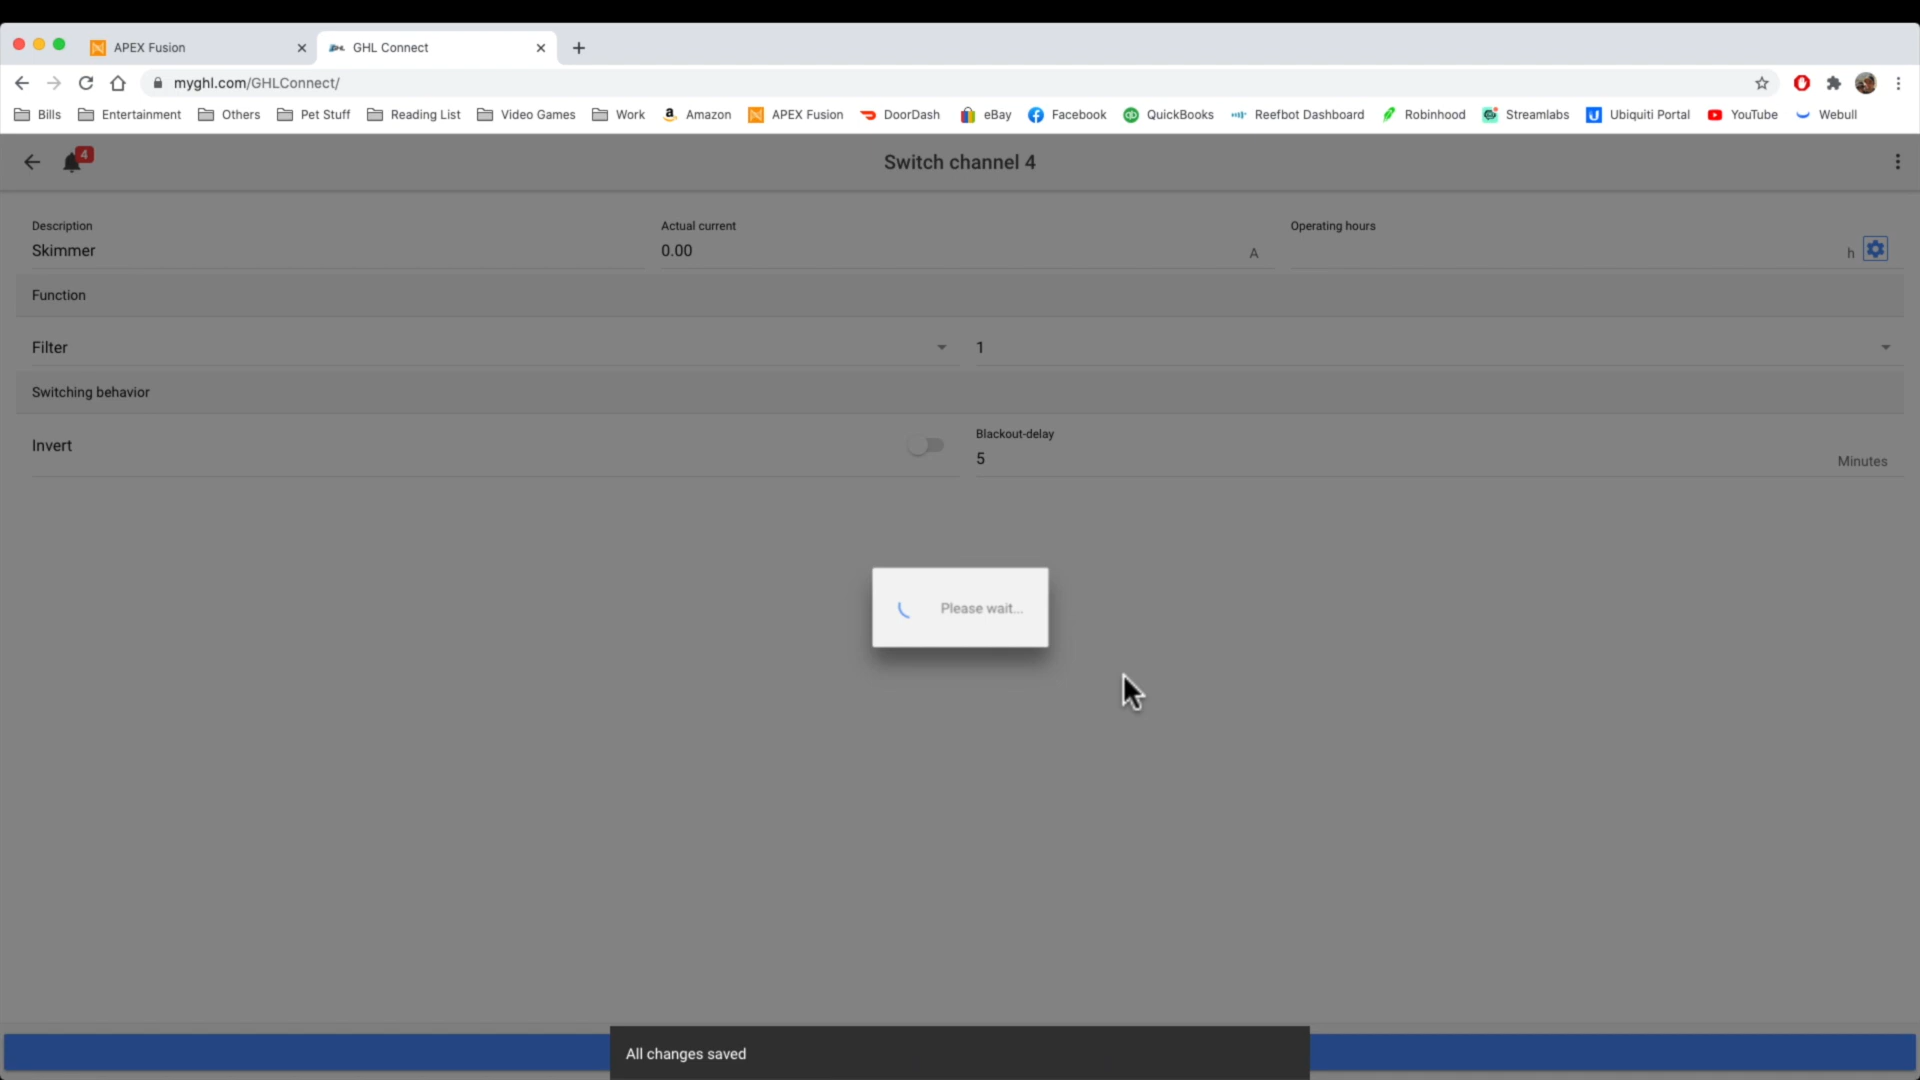 APEX Fusion
GHL Connect
myghl.com/GHLConnect/
Bills Entertainment Others Pet Stuff Reading List Video Games Work Amazon APEX Fusion DoorDash eBay Facebook QuickBooks Reefbot Dashboard Robinhood Streamlabs Ubiquiti Portal YouTube Webull
4
Switch channel 4
Description
Skimmer
Actual current
0.00 A
Operating hours
h
Function
Filter
1
Switching behavior
Invert
Blackout-delay
5 Minutes
Please wait...
All changes saved